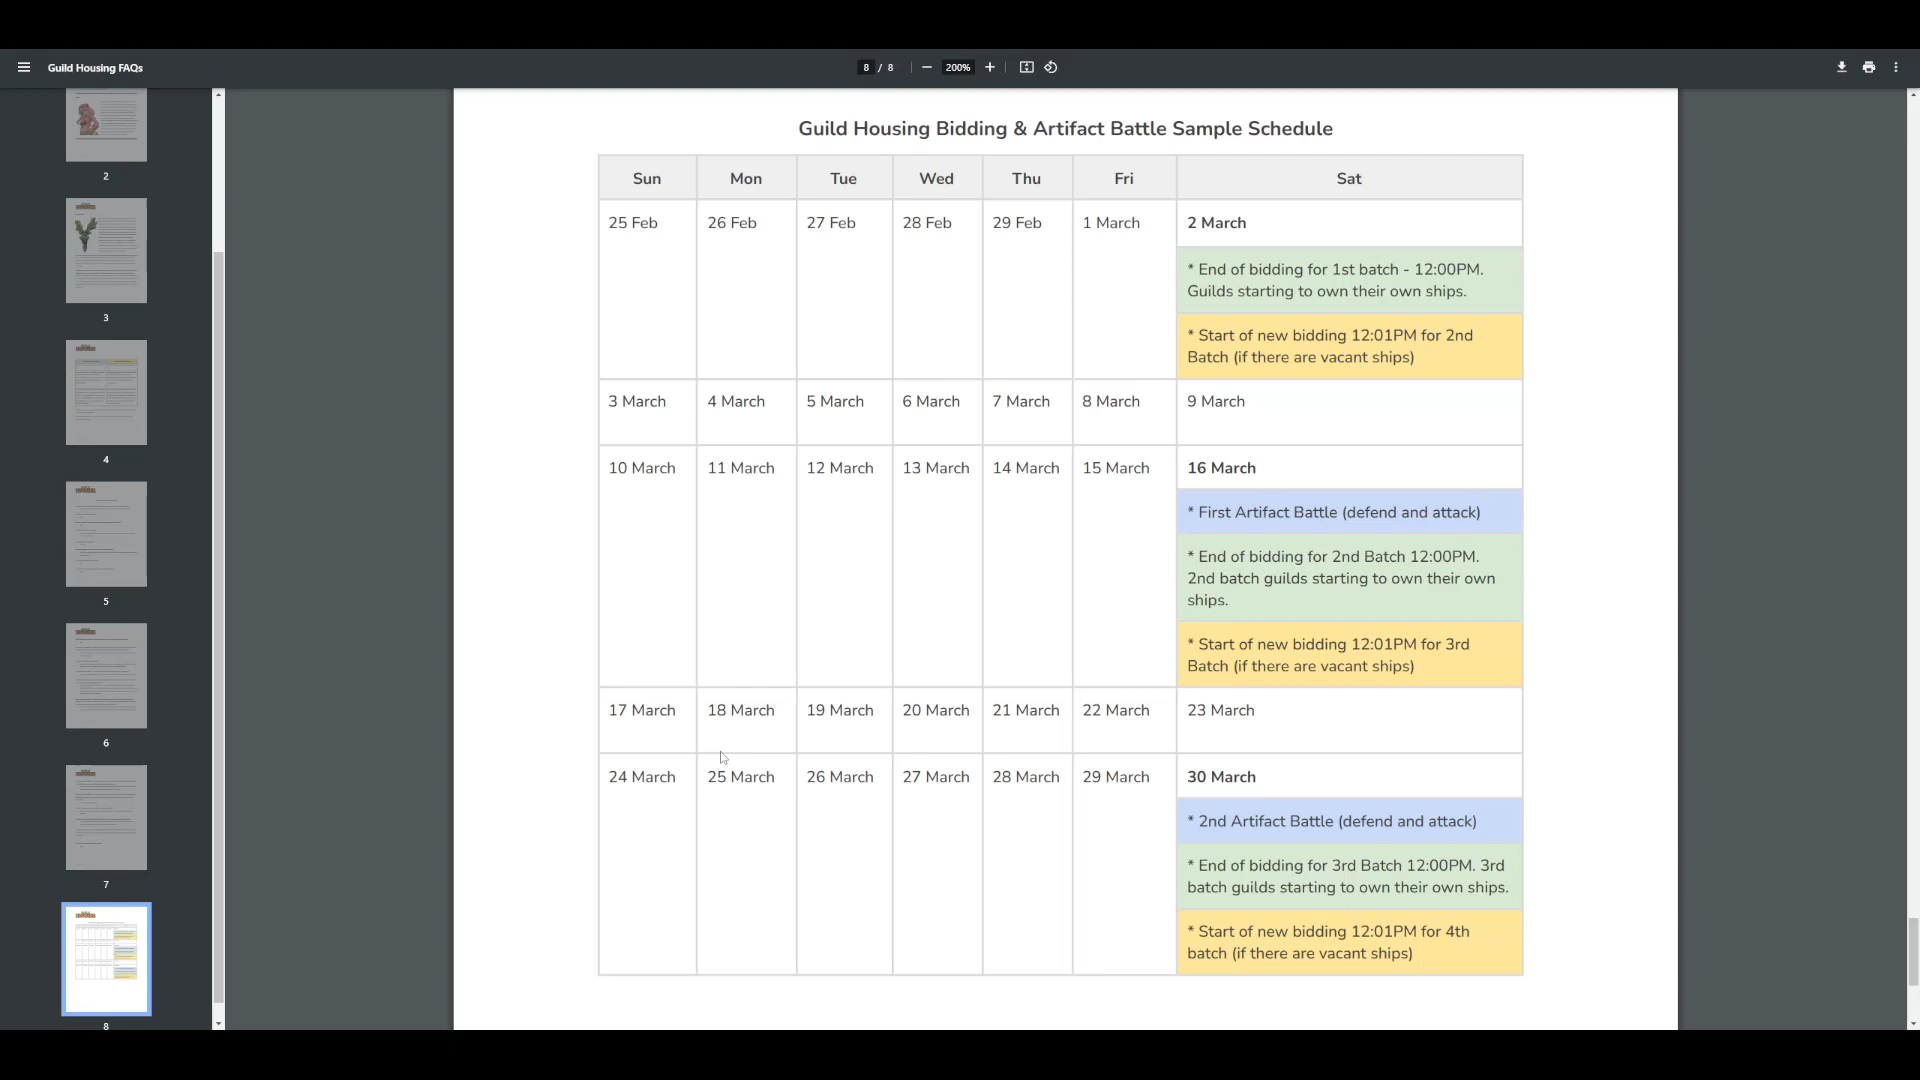 Guild Housing FAQs
8 / 8
200%
2
3
4
5
6
7
8
Guild Housing Bidding & Artifact Battle Sample Schedule
Sun Mon Tue Wed Thu Fri Sat
25 Feb 26 Feb 27 Feb 28 Feb 29 Feb 1 March 2 March
* End of bidding for 1st batch - 12:00PM.
Guilds starting to own their own ships.
* Start of new bidding 12:01PM for 2nd
Batch (if there are vacant ships)
3 March 4 March 5 March 6 March 7 March 8 March 9 March
10 March 11 March 12 March 13 March 14 March 15 March 16 March
* First Artifact Battle (defend and attack)
* End of bidding for 2nd Batch 12:00PM.
2nd batch guilds starting to own their own
ships.
* Start of new bidding 12:01PM for 3rd
Batch (if there are vacant ships)
17 March 18 March 19 March 20 March 21 March 22 March 23 March
24 March 25 March 26 March 27 March 28 March 29 March 30 March
* 2nd Artifact Battle (defend and attack)
* End of bidding for 3rd Batch 12:00PM. 3rd
batch guilds starting to own their own ships.
* Start of new bidding 12:01PM for 4th
batch (if there are vacant ships)